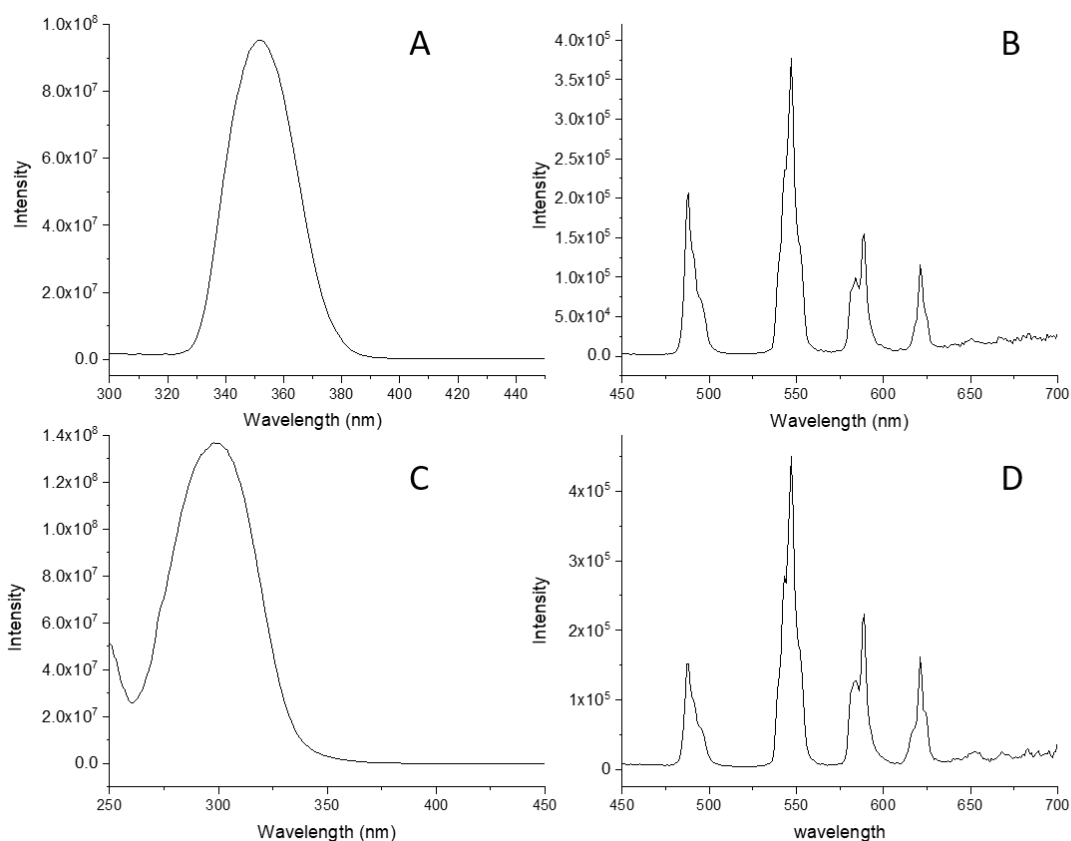 A
1.0x10⁸
8.0x10⁷
6.0x10⁷
4.0x10⁷
2.0x10⁷
0.0
Intensity
300 320 340 360 380 400 420 440
Wavelength (nm)
B
4.0x10⁵
3.5x10⁵
3.0x10⁵
2.5x10⁵
2.0x10⁵
1.5x10⁵
1.0x10⁵
5.0x10⁴
0.0
Intensity
450 500 550 600 650 700
Wavelength (nm)
C
1.4x10⁸
1.2x10⁸
1.0x10⁸
8.0x10⁷
6.0x10⁷
4.0x10⁷
2.0x10⁷
0.0
Intensity
250 300 350 400 450
Wavelength (nm)
D
4x10⁵
3x10⁵
2x10⁵
1x10⁵
0
Intensity
450 500 550 600 650 700
wavelength